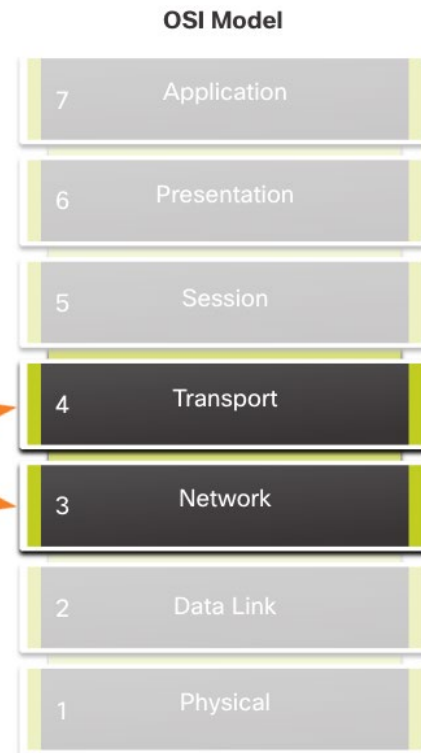 OSI Model
7 Application
6 Presentation
5 Session
4 Transport
3 Network
2 Data Link
1 Physical